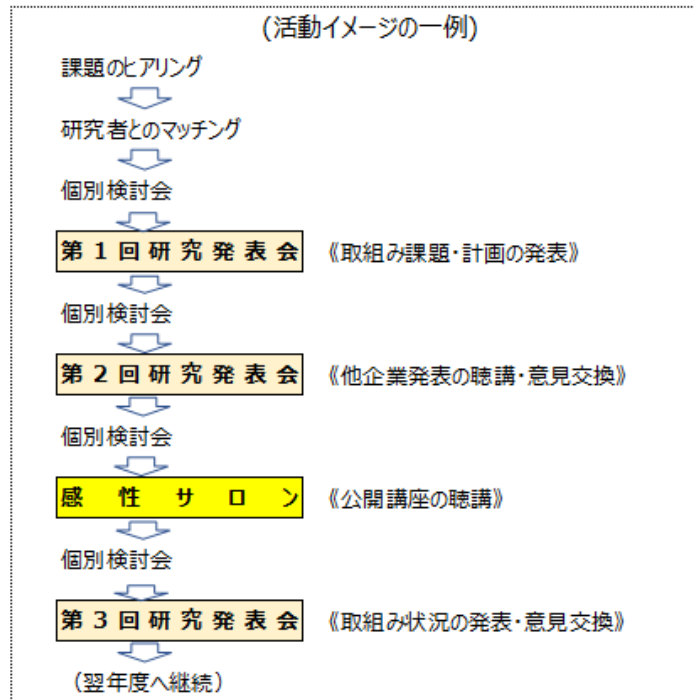 (活動イメージの一例)
課題のヒアリング
研究者とのマッチング
個別検討会
第1回研究発表会 《取組み課題・計画の発表》
個別検討会
第2回研究発表会 《他企業発表の聴講・意見交換》
個別検討会
感性サロン 《公開講座の聴講》
個別検討会
第3回研究発表会 《取組み状況の発表・意見交換》
(翌年度へ継続)